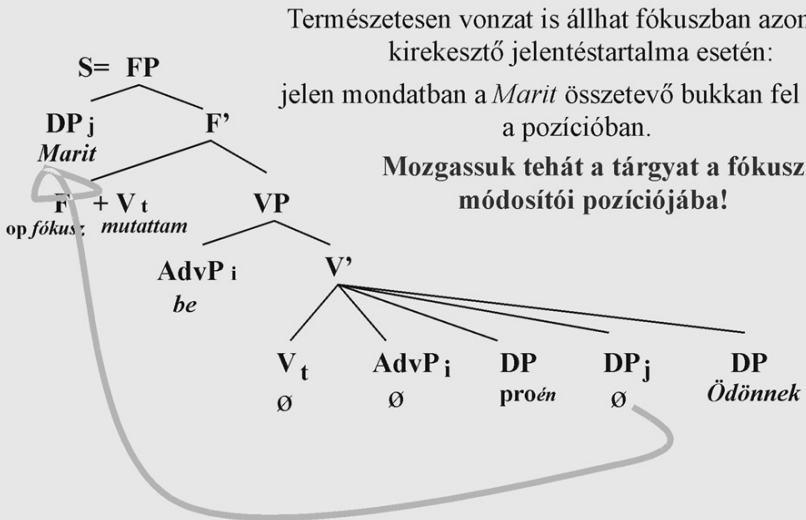 Természetesen vonzat is állhat fókuszban azon
kirekesztő jelentéstartalma esetén:
jelen mondatban a Marit összetevő bukkan fel
a pozícióban.
Mozgassuk tehát a tárgyat a fókusz
módosítói pozíciójába!
S= FP
DP j F'
Marit
F + V t VP
op fókusz mutattam
AdvP i V'
be
V t AdvP i DP DP j DP
ø ø proén ø Ödönnek